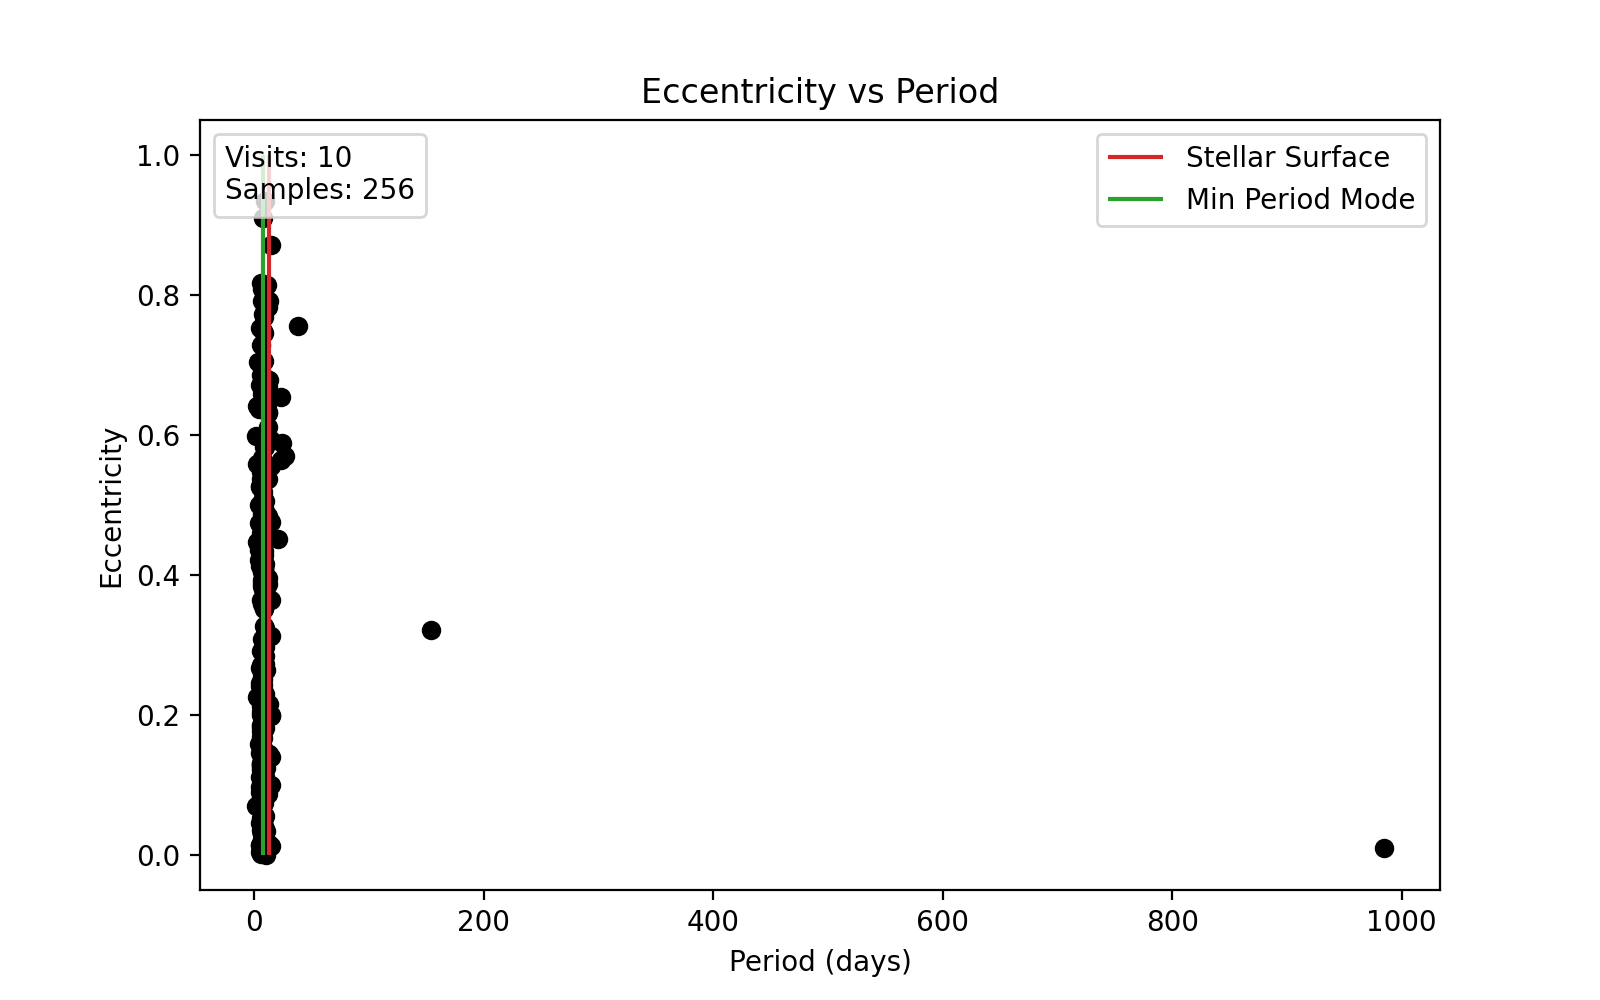 Eccentricity vs Period
Visits: 10
Samples: 256
Stellar Surface
Min Period Mode
1.0
0.8
0.6
0.4
0.2
0.0
Eccentricity
0
200
400
600
800
1000
Period (days)